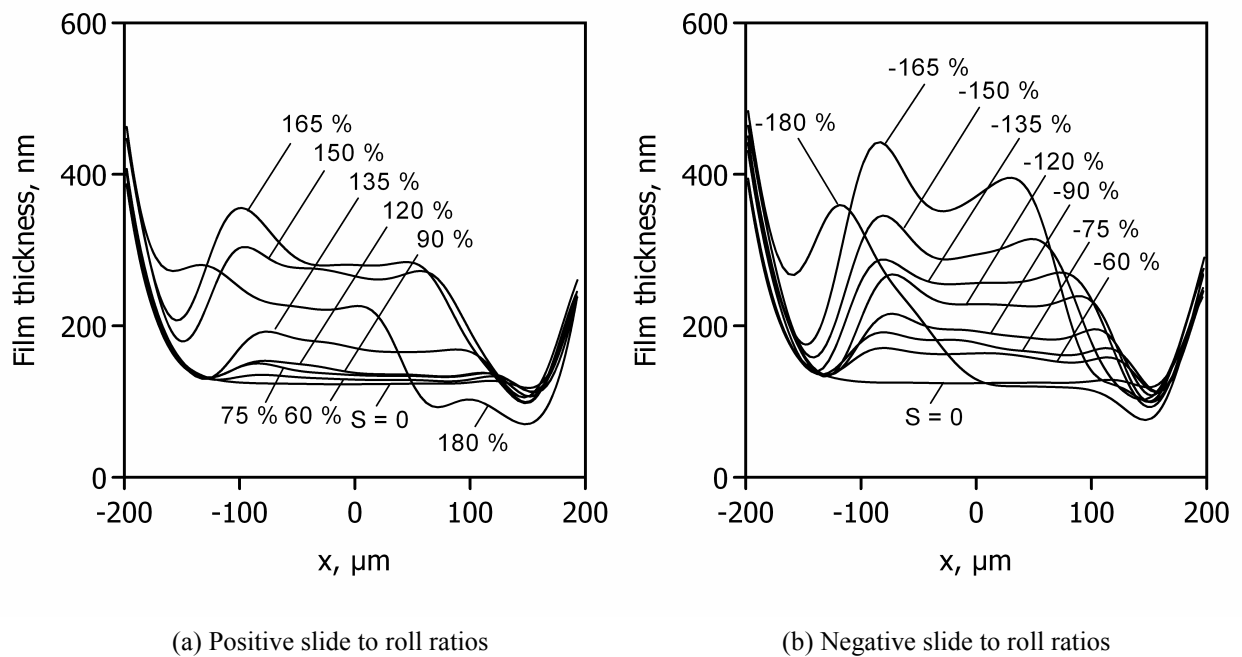 600
400
200
0
Film thickness, nm
165 %
150 %
135 %
120 %
90 %
75 % 60 % S = 0
180 %
-200 -100 0 100 200
x, µm
(a) Positive slide to roll ratios
600
400
200
0
Film thickness, nm
-165 %
-150 %
-180 %
-135 %
-120 %
-90 %
-75 %
-60 %
S = 0
-200 -100 0 100 200
x, µm
(b) Negative slide to roll ratios